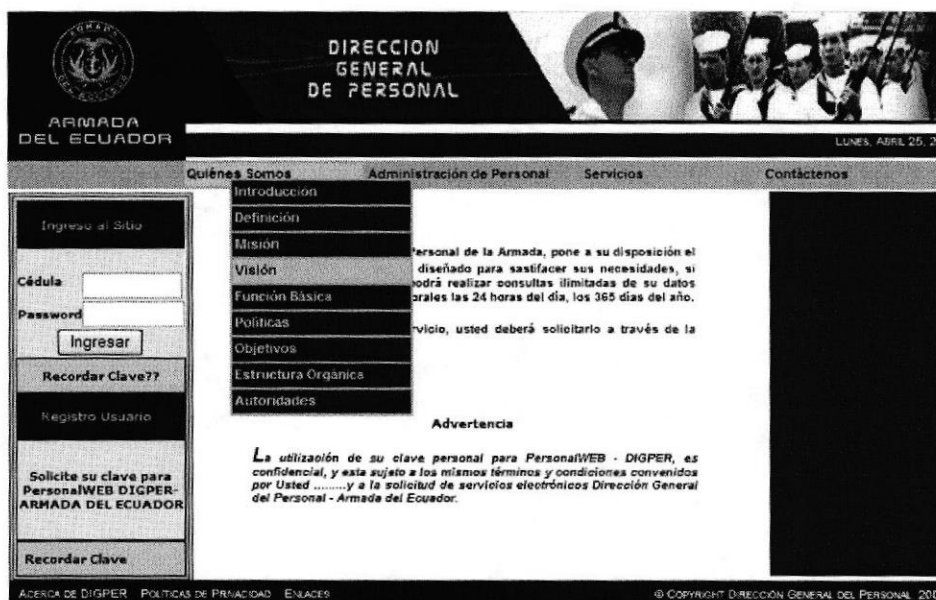 DIRECCION
GENERAL
DE PERSONAL
ARMADA
DEL ECUADOR
LUNES, ABRIL 25, 2
Quiénes Somos
Administración de Personal
Servicios
Contáctenos
Introducción
Definición
Misión
Visión
Función Básica
Políticas
Objetivos
Estructura Orgánica
Autoridades
Ingreso al Sitio
Cédula
Password
Ingresar
Recordar Clave??
Registro Usuario
Solicite su clave para
PersonalWEB DIGPER-
ARMADA DEL ECUADOR
Recordar Clave
ersonal de la Armada, pone a su disposición el
diseñado para sastifacer sus necesidades, si
odrá realizar consultas ilimitadas de su datos
orales las 24 horas del día, los 365 días del año.
rvicio, usted deberá solicitarlo a través de la
Advertencia
La utilización de su clave personal para PersonalWEB - DIGPER, es
confidencial, y esta sujeto a los mismos términos y condiciones convenidos
por Usted ........y a la solicitud de servicios electrónicos Dirección General
del Personal - Armada del Ecuador.
ACERCA DE DIGPER POLITICAS DE PRIVACIDAD ENLACES
© COPYRIGHT DIRECCIÓN GENERAL DEL PERSONAL, 200